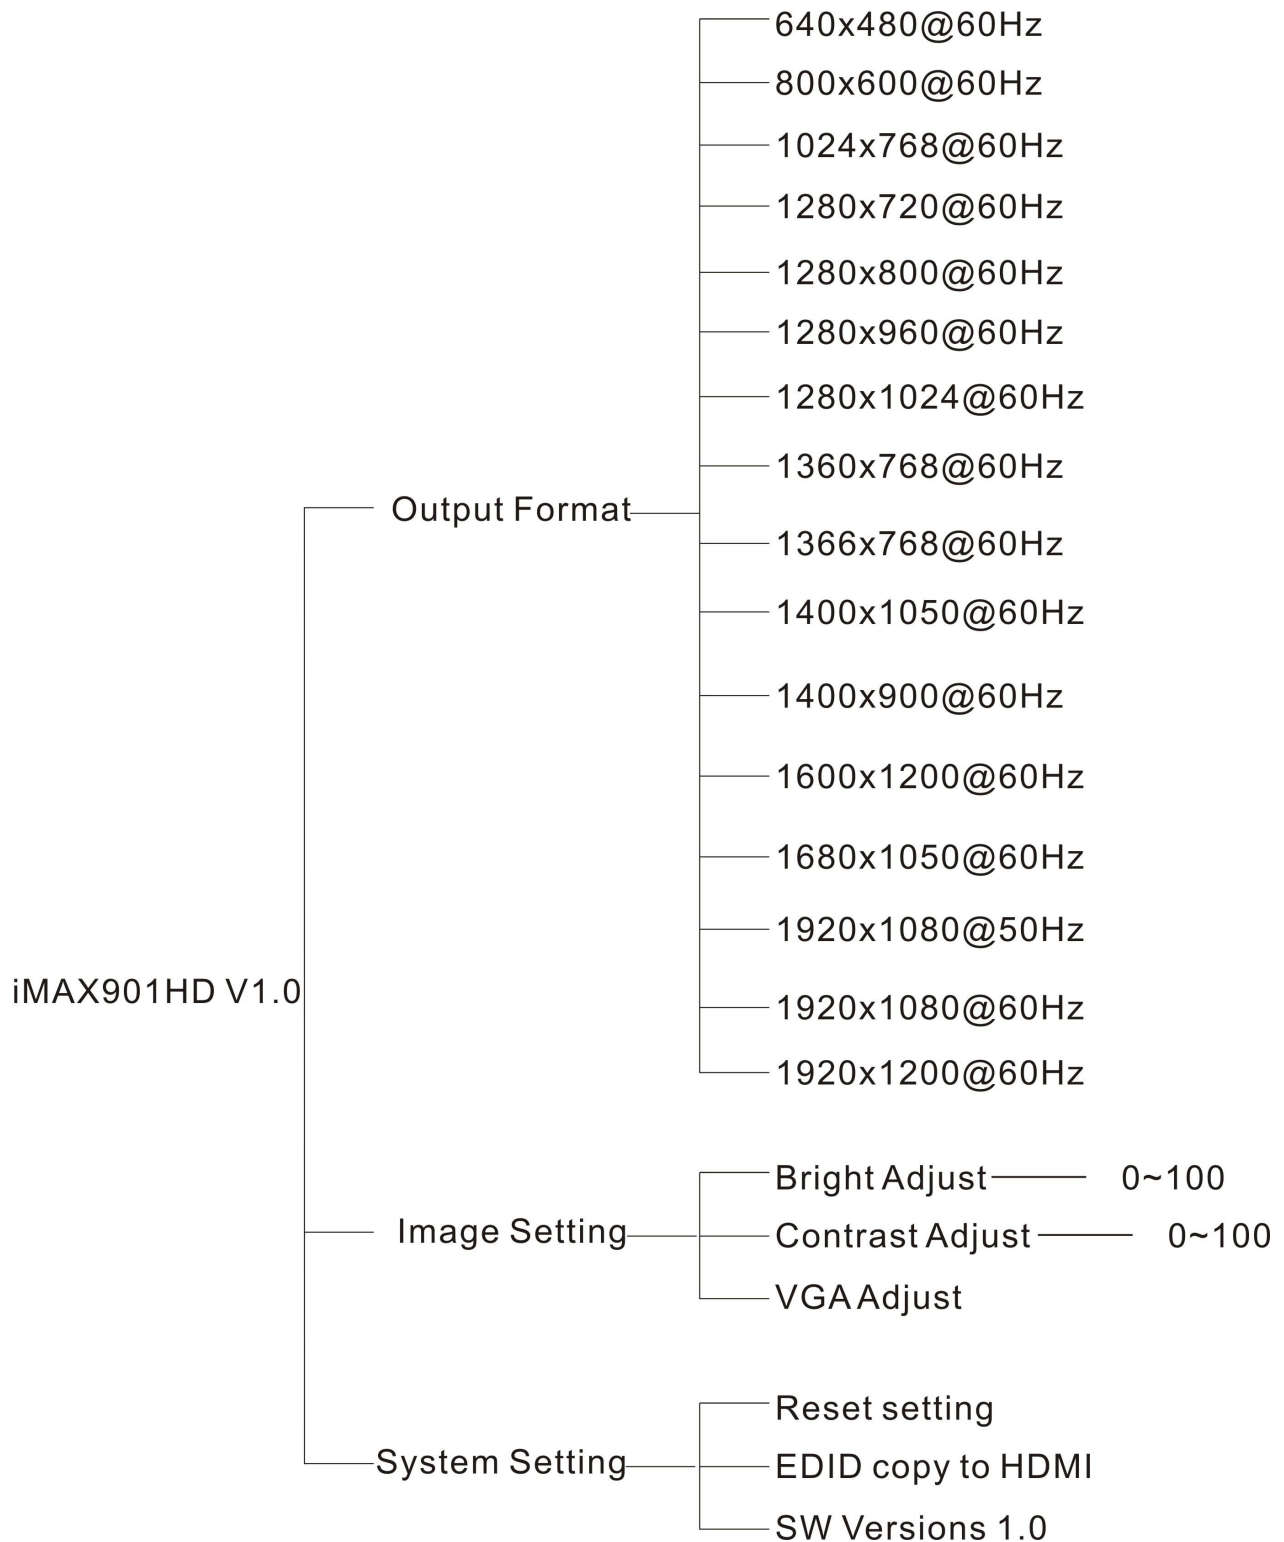 640x480@60Hz
800x600@60Hz
1024x768@60Hz
1280x720@60Hz
1280x800@60Hz
1280x960@60Hz
1280x1024@60Hz
1360x768@60Hz
Output Format
1366x768@60Hz
1400x1050@60Hz
1400x900@60Hz
1600x1200@60Hz
1680x1050@60Hz
1920x1080@50Hz
iMAX901HD V1.0
1920x1080@60Hz
1920x1200@60Hz
Bright Adjust 0~100
Image Setting
Contrast Adjust 0~100
VGA Adjust
Reset setting
System Setting
EDID copy to HDMI
SW Versions 1.0